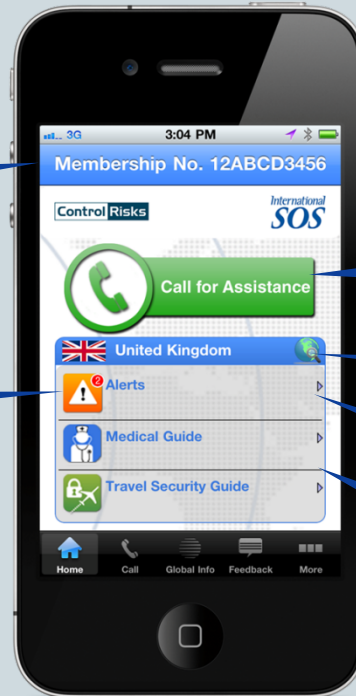 3G
3:04 PM
Membership No. 12ABCD3456
Control Risks
International
SOS
Call for Assistance
United Kingdom
2
Alerts
Medical Guide
Travel Security Guide
Home
Call
Global Info
Feedback
More